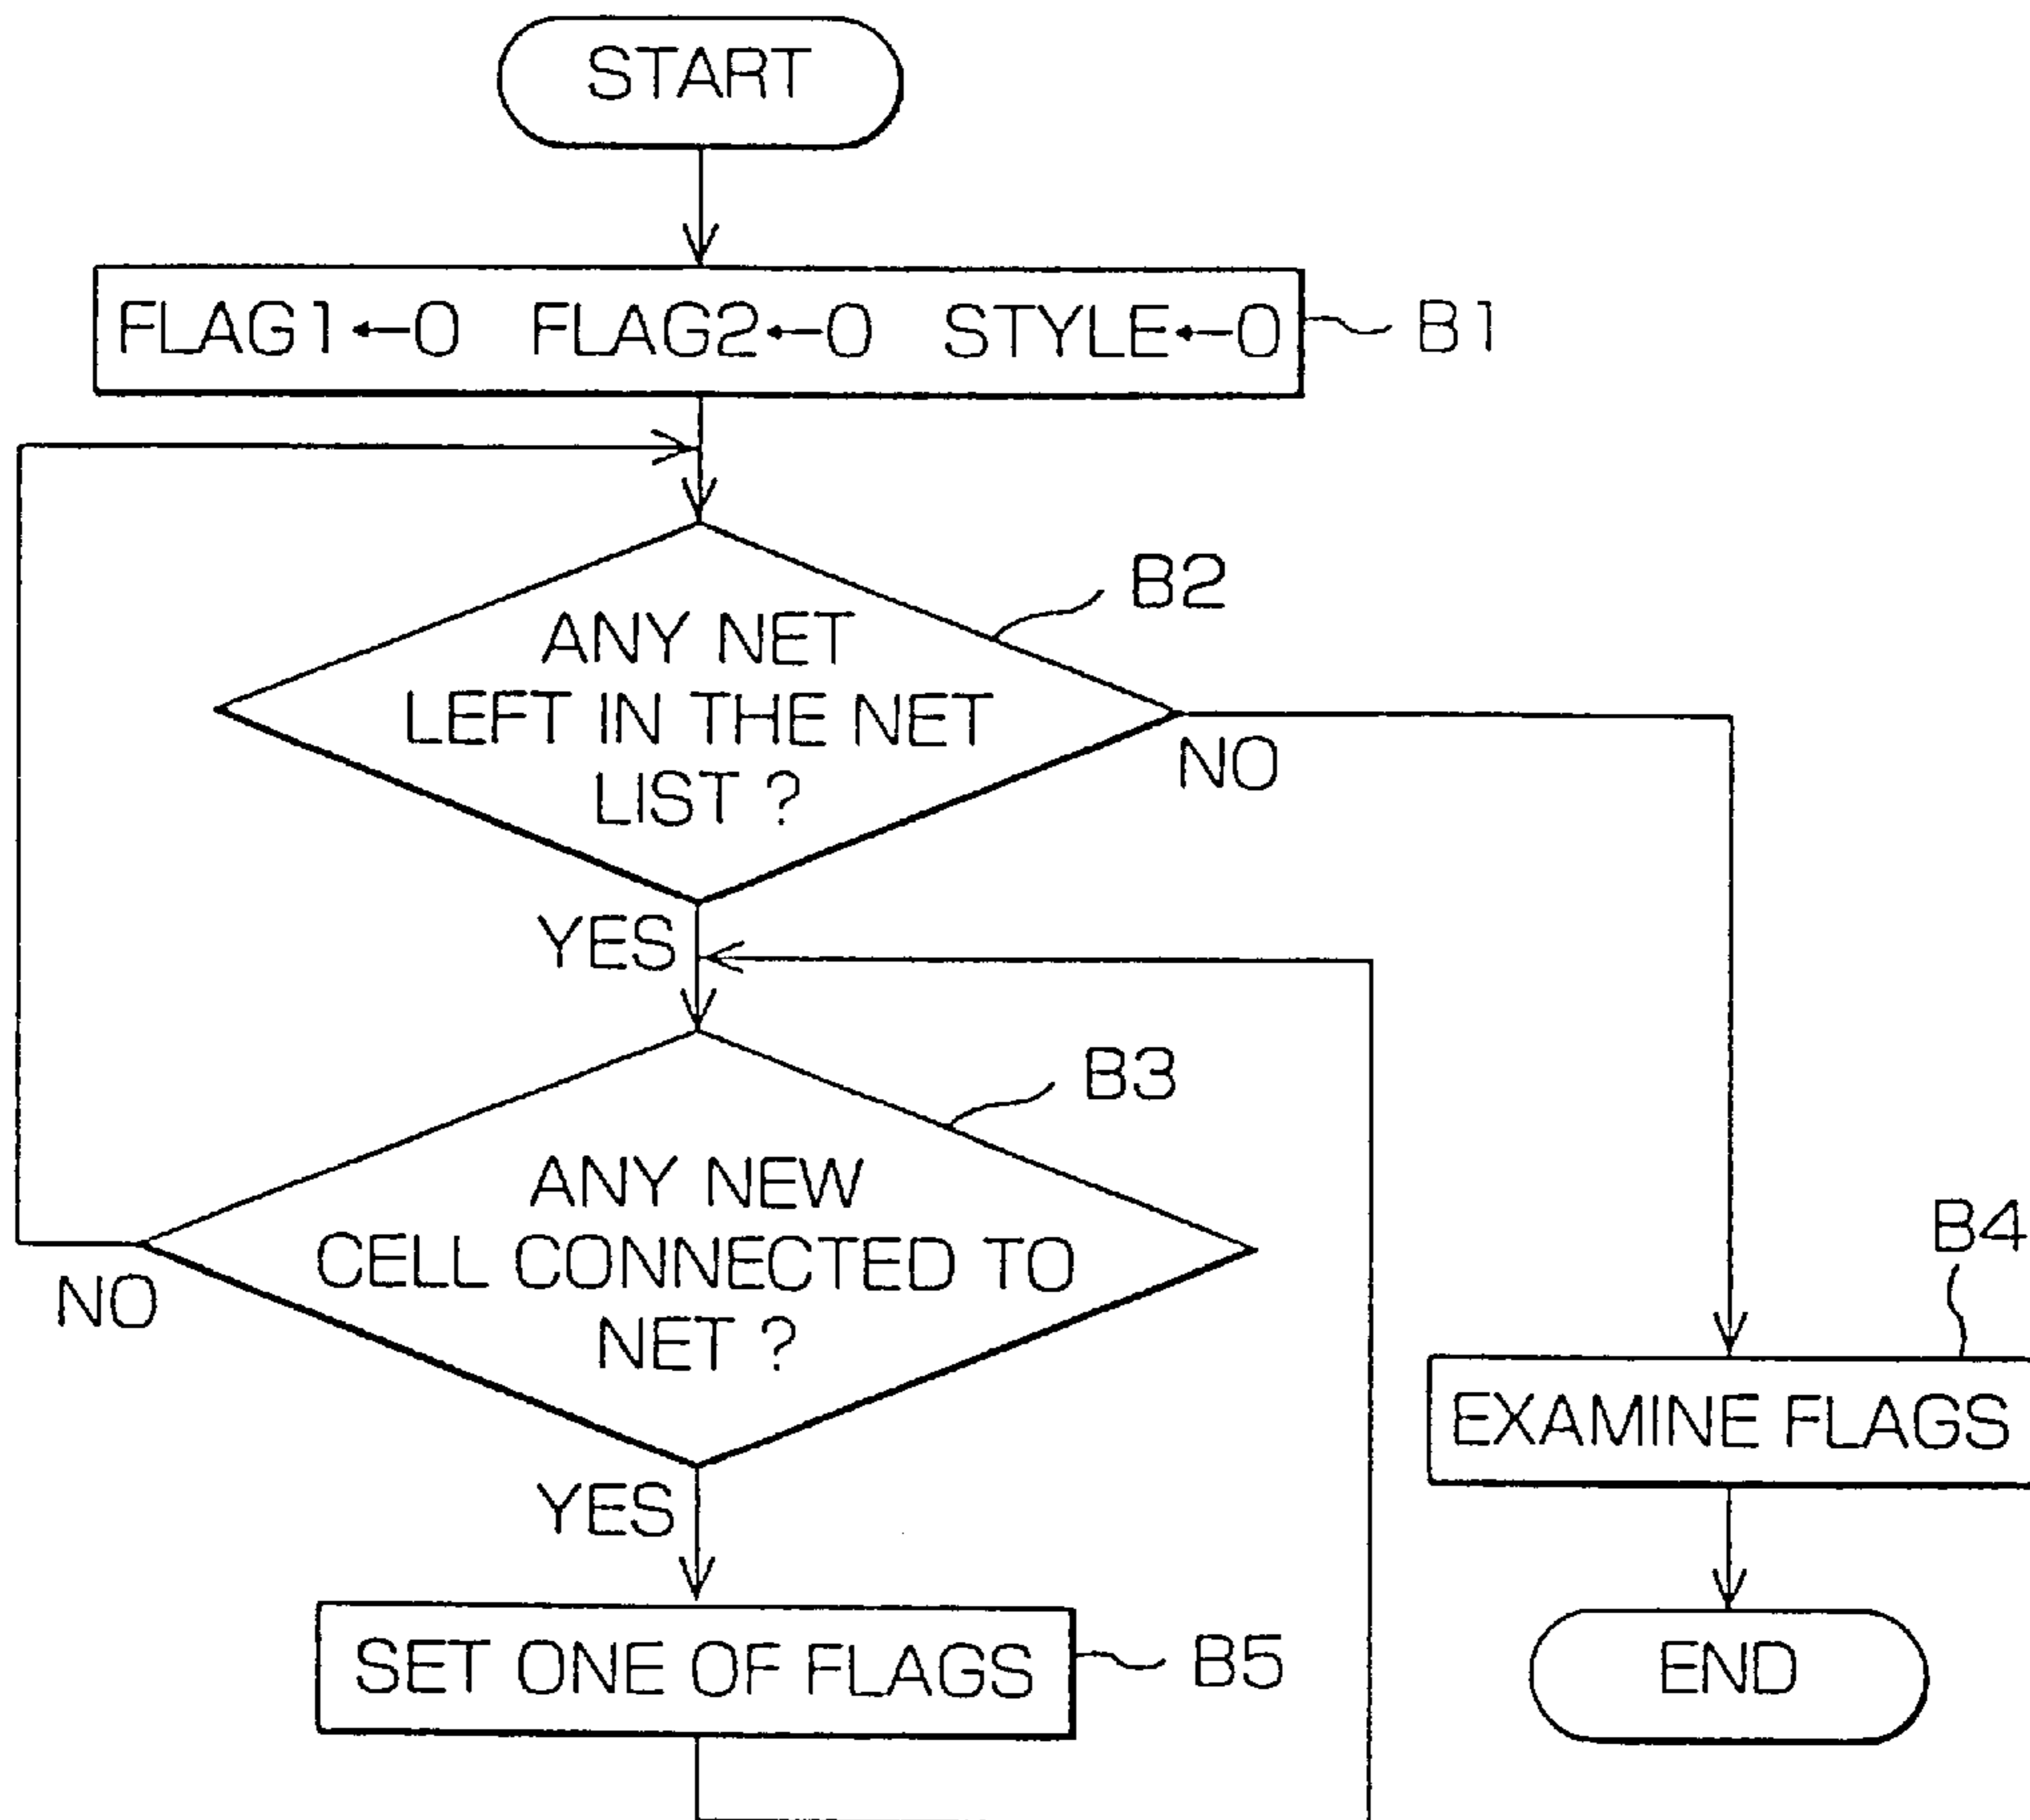 START
FLAG1←0 FLAG2←0 STYLE←0
B1
B2
ANY NET
LEFT IN THE NET
LIST ?
NO
YES
B3
ANY NEW
CELL CONNECTED TO
NET ?
NO
B4
EXAMINE FLAGS
YES
SET ONE OF FLAGS
B5
END